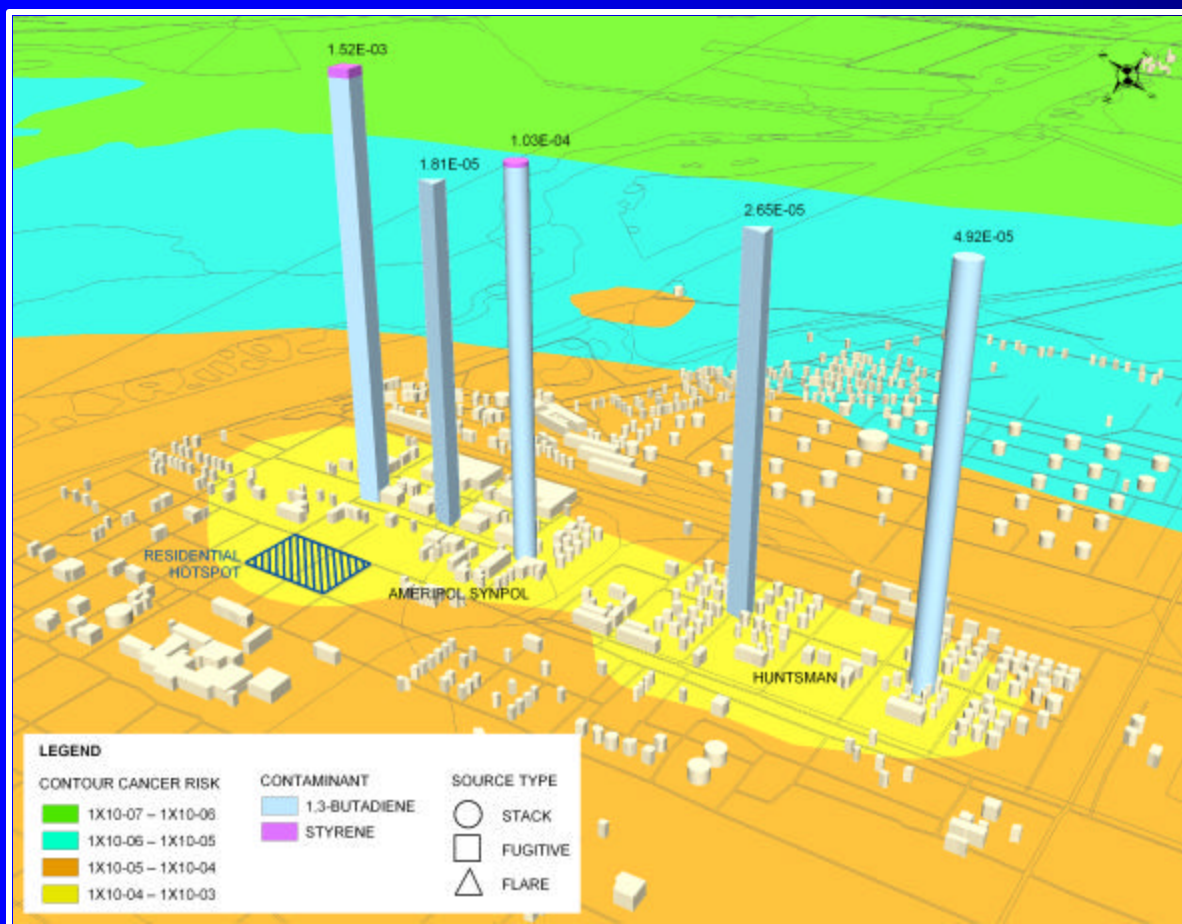 1.52E-03
1.81E-05
1.03E-04
2.65E-05
4.92E-05
RESIDENTIAL
HOTSPOT
AMERIPOL SYNPOL
HUNTSMAN
LEGEND
CONTOUR CANCER RISK
1X10-07 – 1X10-06
1X10-06 – 1X10-05
1X10-05 – 1X10-04
1X10-04 – 1X10-03
CONTAMINANT
1,3-BUTADIENE
STYRENE
SOURCE TYPE
STACK
FUGITIVE
FLARE